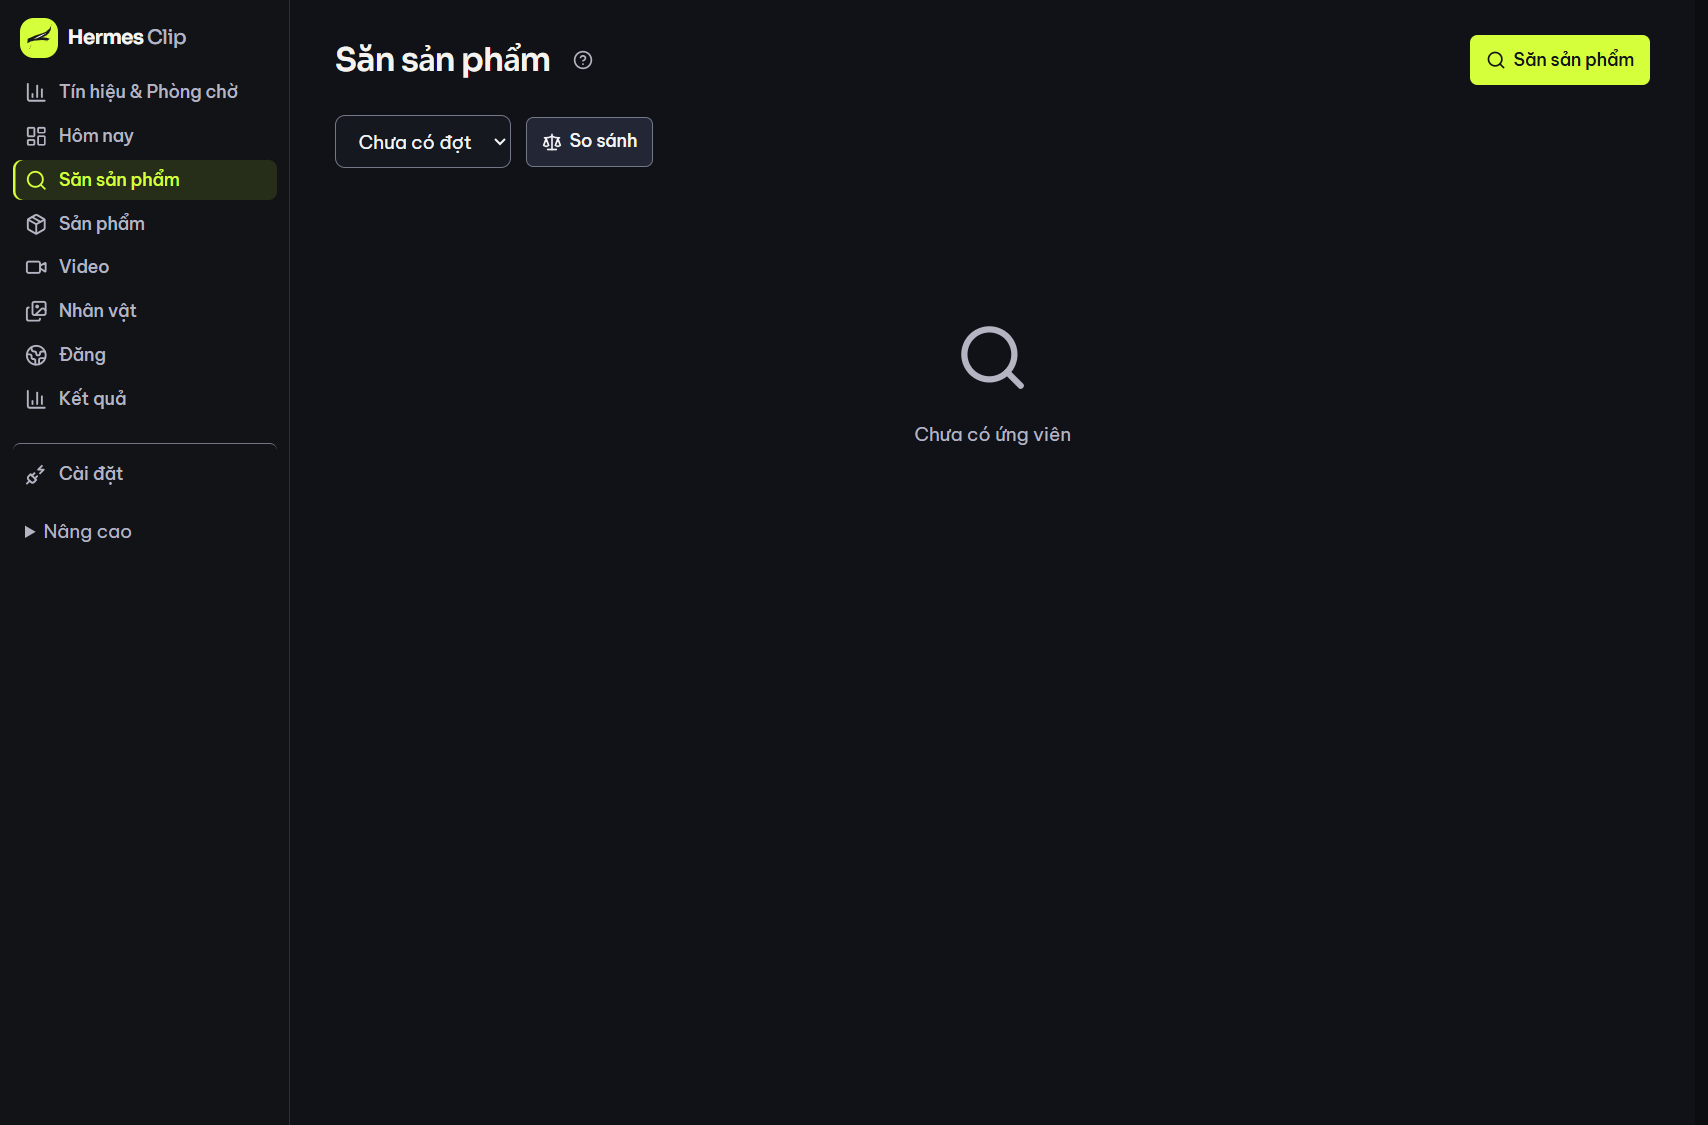 Hermes Clip
Tín hiệu & Phòng chờ
Hôm nay
Săn sản phẩm
Sản phẩm
Video
Nhân vật
Đăng
Kết quả
Cài đặt
Nâng cao
Săn sản phẩm
Săn sản phẩm
Chưa có đợt
So sánh
Chưa có ứng viên